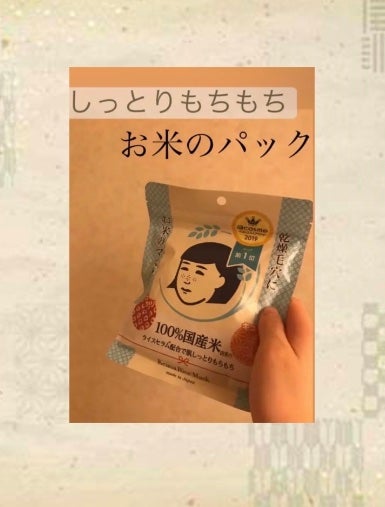 しっとりもちもち
お米のパック
@cosme
2019
第1位
乾燥毛穴に
お米のマスク
100%国産米
ライスセラム配合で肌しっとりもちもち
Keana Rice Mask
made in Japan